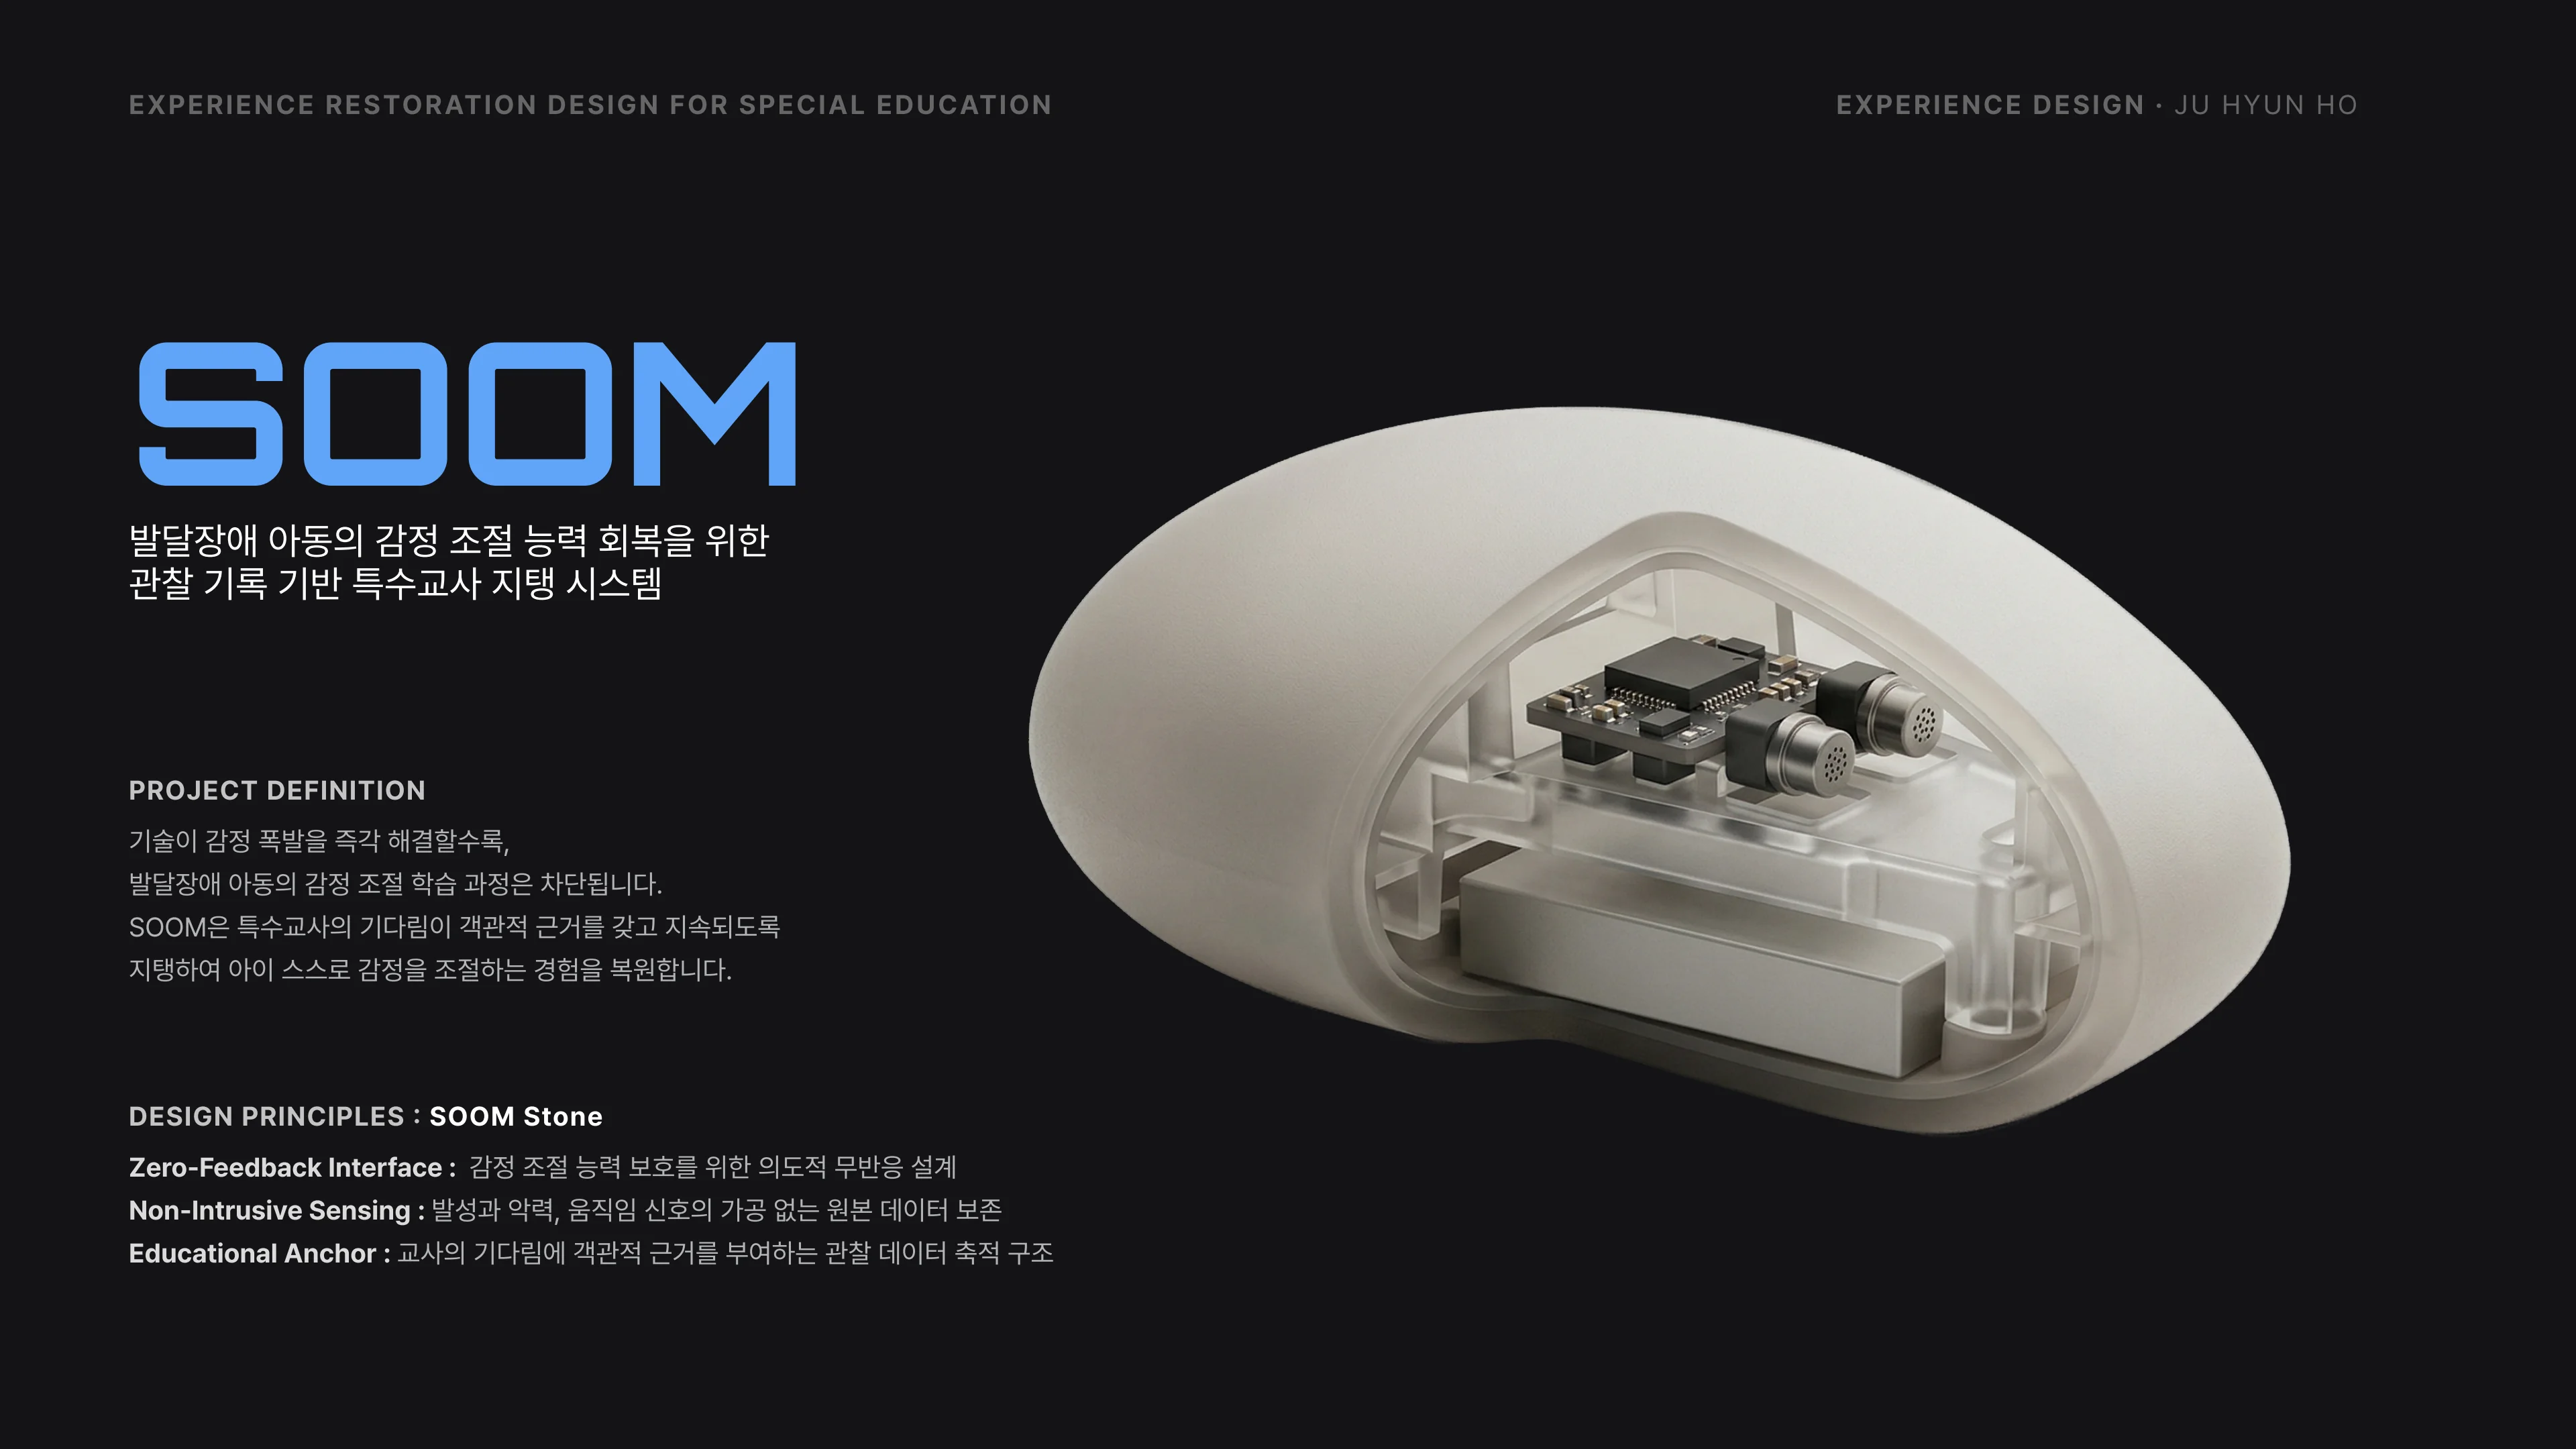 EXPERIENCE RESTORATION DESIGN FOR SPECIAL EDUCATION
EXPERIENCE DESIGN · JU HYUN HO
SOOM
발달장애 아동의 감정 조절 능력 회복을 위한
관찰 기록 기반 특수교사 지탱 시스템
PROJECT DEFINITION
기술이 감정 폭발을 즉각 해결할수록,
발달장애 아동의 감정 조절 학습 과정은 차단됩니다.
SOOM은 특수교사의 기다림이 객관적 근거를 갖고 지속되도록
지탱하여 아이 스스로 감정을 조절하는 경험을 복원합니다.
DESIGN PRINCIPLES : SOOM Stone
Zero-Feedback Interface : 감정 조절 능력 보호를 위한 의도적 무반응 설계
Non-Intrusive Sensing : 발성과 악력, 움직임 신호의 가공 없는 원본 데이터 보존
Educational Anchor : 교사의 기다림에 객관적 근거를 부여하는 관찰 데이터 축적 구조